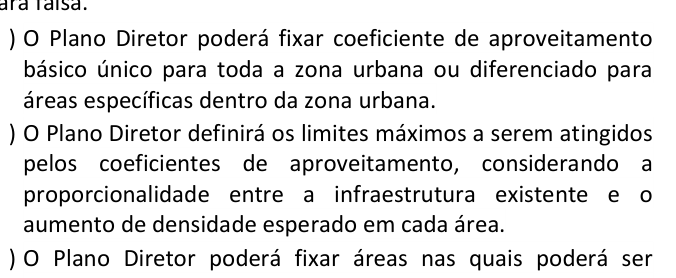 ara falsa.
) O Plano Diretor poderá fixar coeficiente de aproveitamento
básico único para toda a zona urbana ou diferenciado para
áreas específicas dentro da zona urbana.
) O Plano Diretor definirá os limites máximos a serem atingidos
pelos coeficientes de aproveitamento, considerando a
proporcionalidade entre a infraestrutura existente e o
aumento de densidade esperado em cada área.
) O Plano Diretor poderá fixar áreas nas quais poderá ser